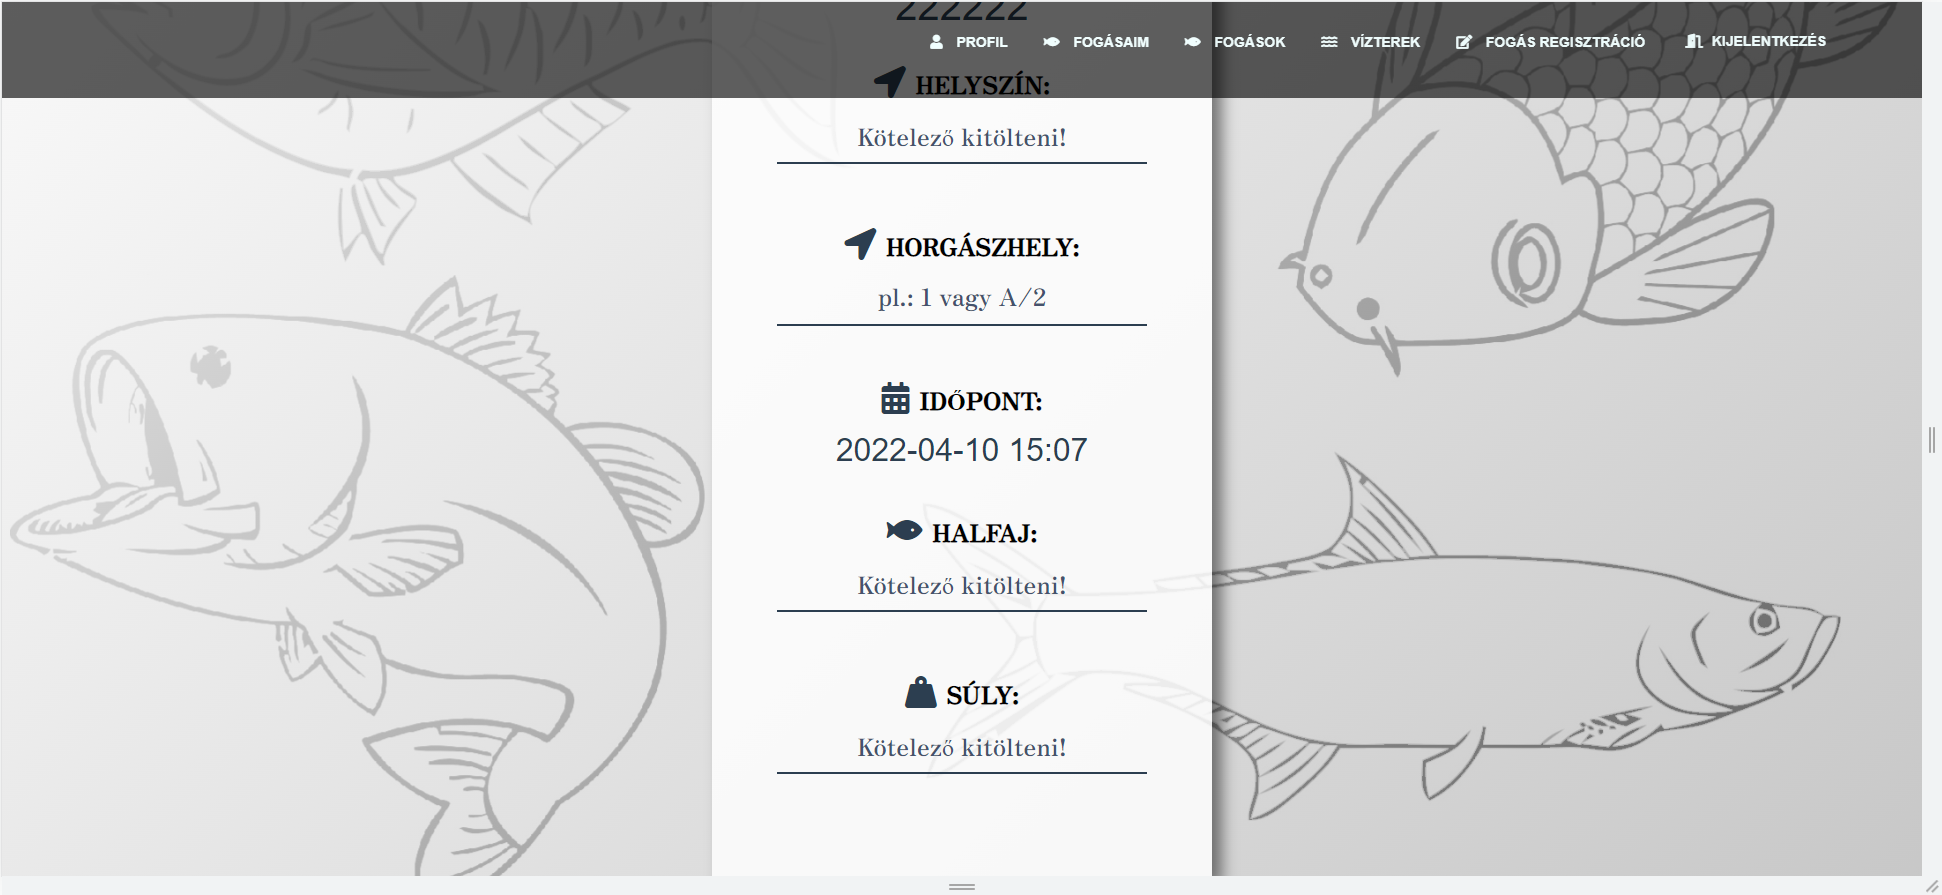 222222
PROFIL FOGÁSAIM FOGÁSOK VÍZTEREK FOGÁS REGISZTRÁCIÓ KIJELENTKEZÉS
HELYSZÍN:
Kötelező kitölteni!
HORGÁSZHELY:
pl.: 1 vagy A/2
IDŐPONT:
2022-04-10 15:07
HALFAJ:
Kötelező kitölteni!
SÚLY:
Kötelező kitölteni!